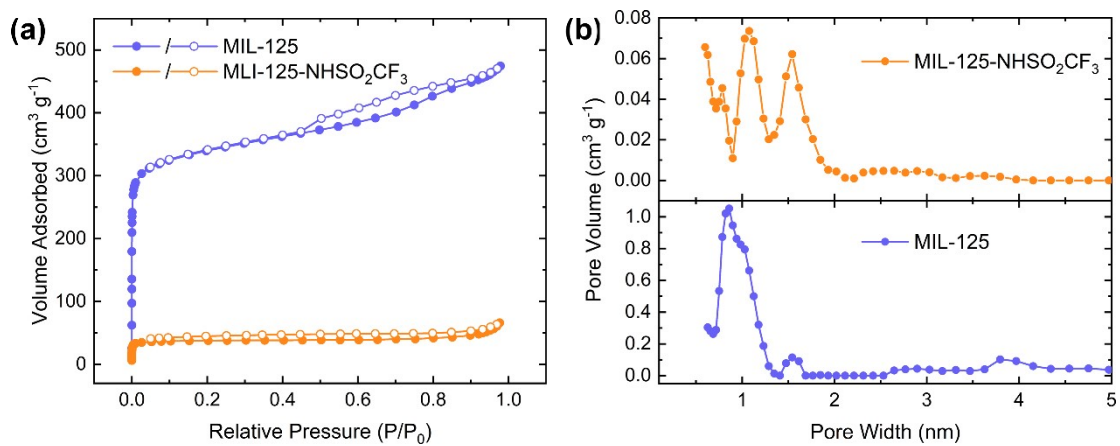 (a)
500
400
300
200
100
0
Volume Adsorbed (cm³ g⁻¹)
/ MIL-125
/ MLI-125-NHSO₂CF₃
0.0 0.2 0.4 0.6 0.8 1.0
Relative Pressure (P/P₀)
(b)
0.08
0.06
0.04
0.02
0.00
MIL-125-NHSO₂CF₃
Pore Volume (cm³ g⁻¹)
1.0
0.8
0.6
0.4
0.2
0.0
MIL-125
1 2 3 4 5
Pore Width (nm)